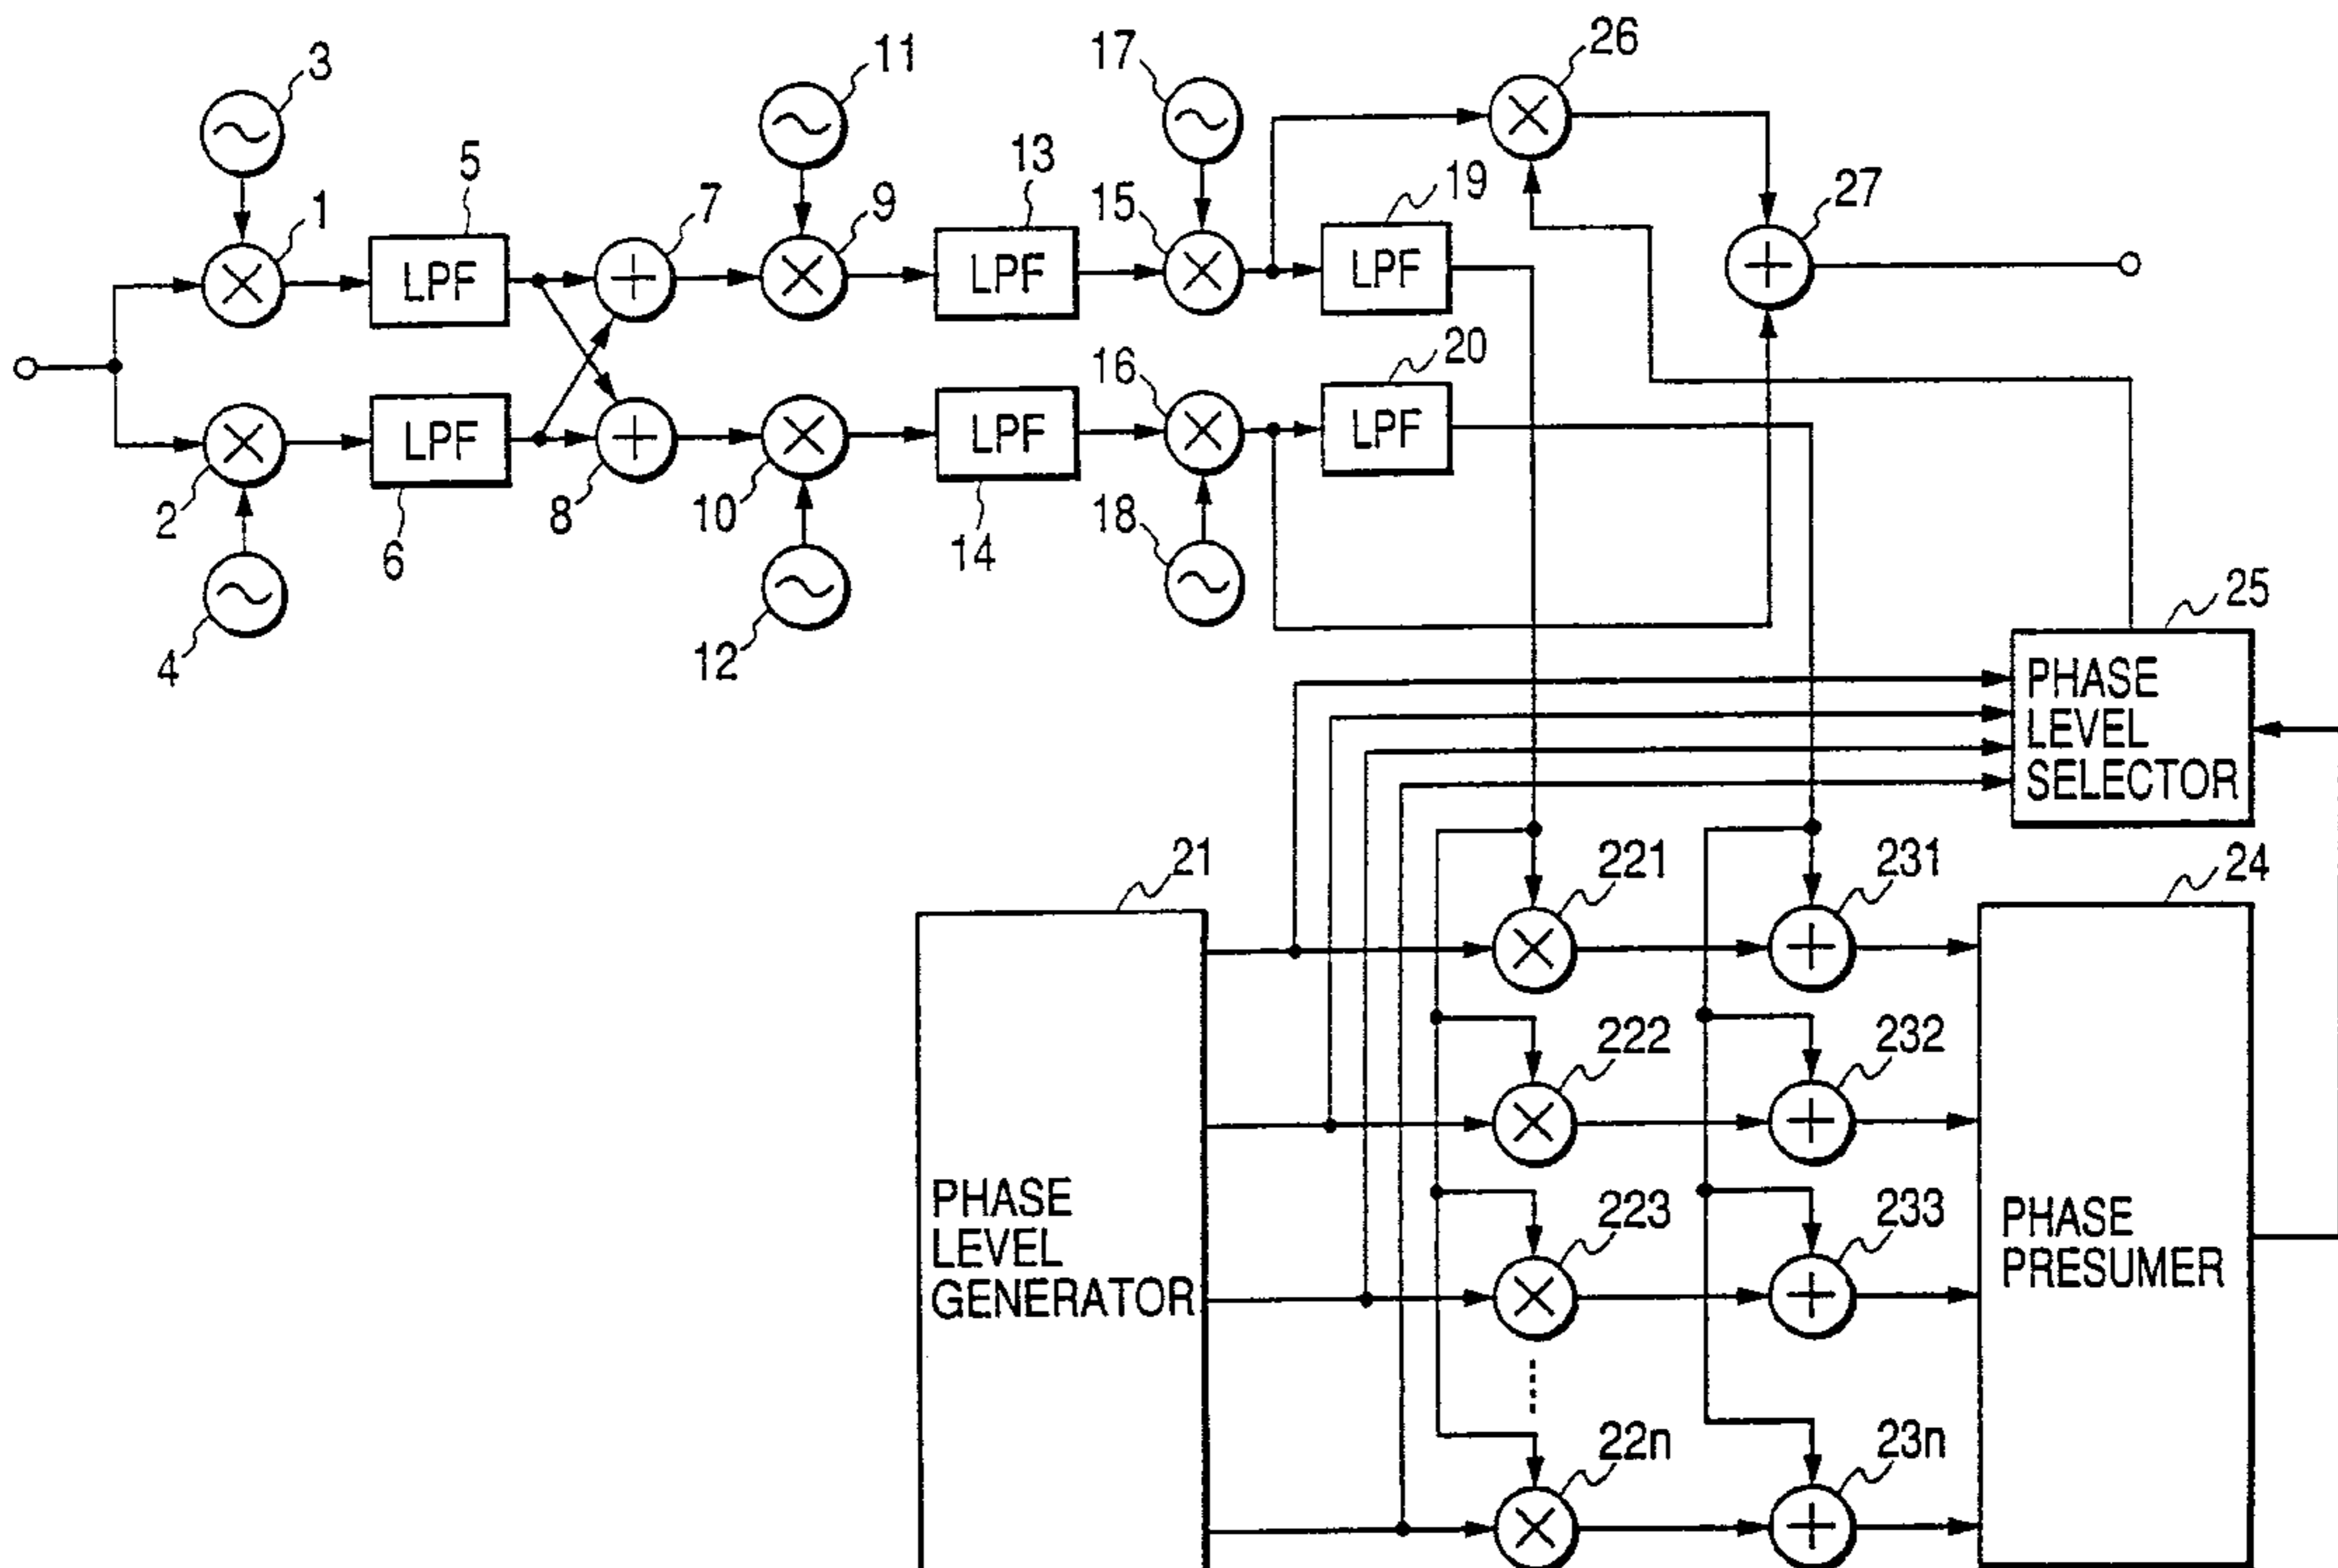 3
11
17
26
5
1
7
9
13
15
19
27
LPF
LPF
LPF
16
20
LPF
LPF
LPF
2
6
8
10
14
18
4
12
25
PHASE
LEVEL
SELECTOR
21
221
231
24
222
232
PHASE
LEVEL
GENERATOR
223
233
PHASE
PRESUMER
22n
23n